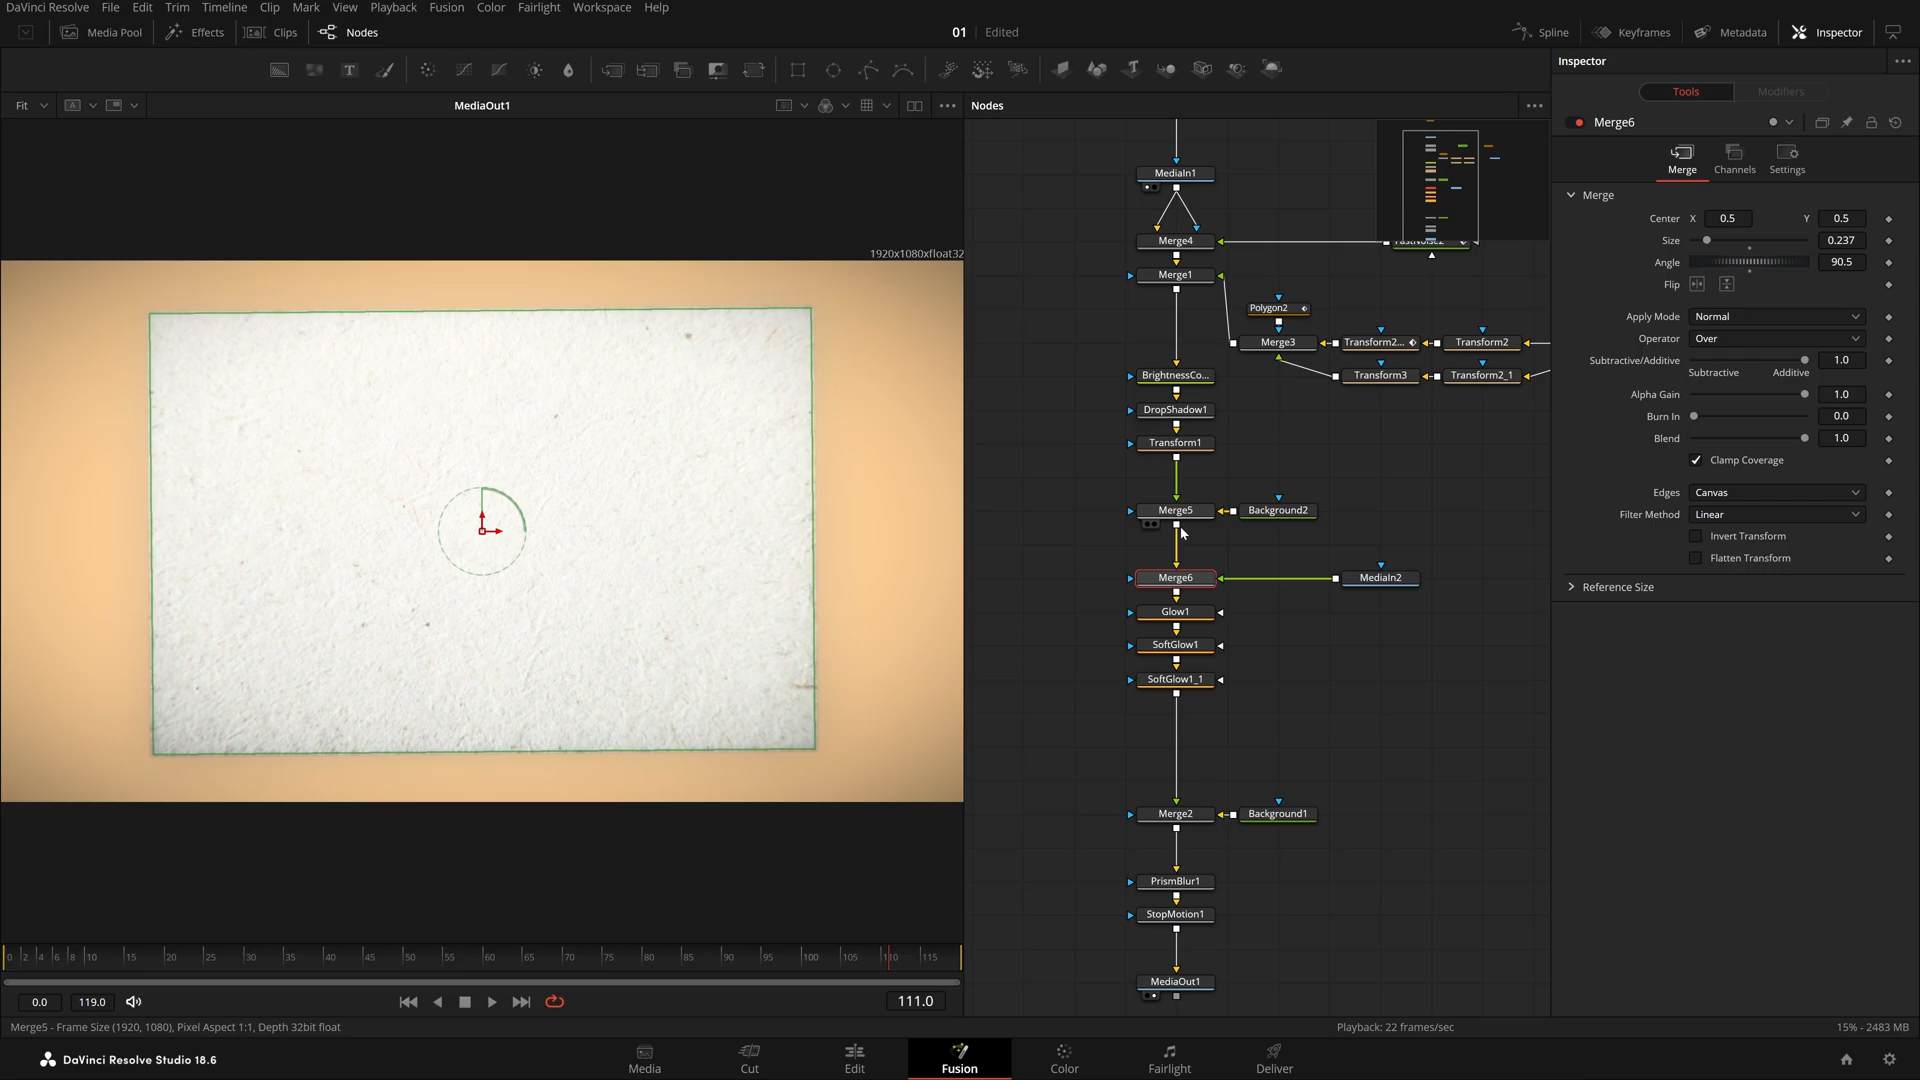 DaVinci Resolve File Edit Trim Timeline Clip Mark View Playback Fusion Color Fairlight Workspace Help
Media Pool Effects Clips Nodes 01 Edited Spline Keyframes Metadata Inspector
Inspector
Fit A MediaOut1 Nodes
Tools Modifiers
Merge6
Merge Channels Settings
Merge
Center X 0.5 Y 0.5
Size 0.237
Angle 90.5
Flip
Apply Mode Normal
Operator Over
Subtractive/Additive 1.0
Subtractive Additive
Alpha Gain 1.0
Burn In 0.0
Blend 1.0
Clamp Coverage
Edges Canvas
Filter Method Linear
Invert Transform
Flatten Transform
Reference Size
1920x1080xfloat32
MediaIn1
Merge4 FastNoise2
Merge1
Polygon2
Merge3 Transform2... Transform2
BrightnessCo... Transform3 Transform2_1
DropShadow1
Transform1
Merge5 Background2
Merge6 MediaIn2
Glow1
SoftGlow1
SoftGlow1_1
Merge2 Background1
PrismBlur1
StopMotion1
MediaOut1
0 2 4 6 8 10 15 20 25 30 35 40 45 50 55 60 65 70 75 80 85 90 95 100 105 110 115
0.0 119.0 111.0
Merge5 - Frame Size (1920, 1080), Pixel Aspect 1:1, Depth 32bit float Playback: 22 frames/sec 15% - 2483 MB
DaVinci Resolve Studio 18.6
Media Cut Edit Fusion Color Fairlight Deliver